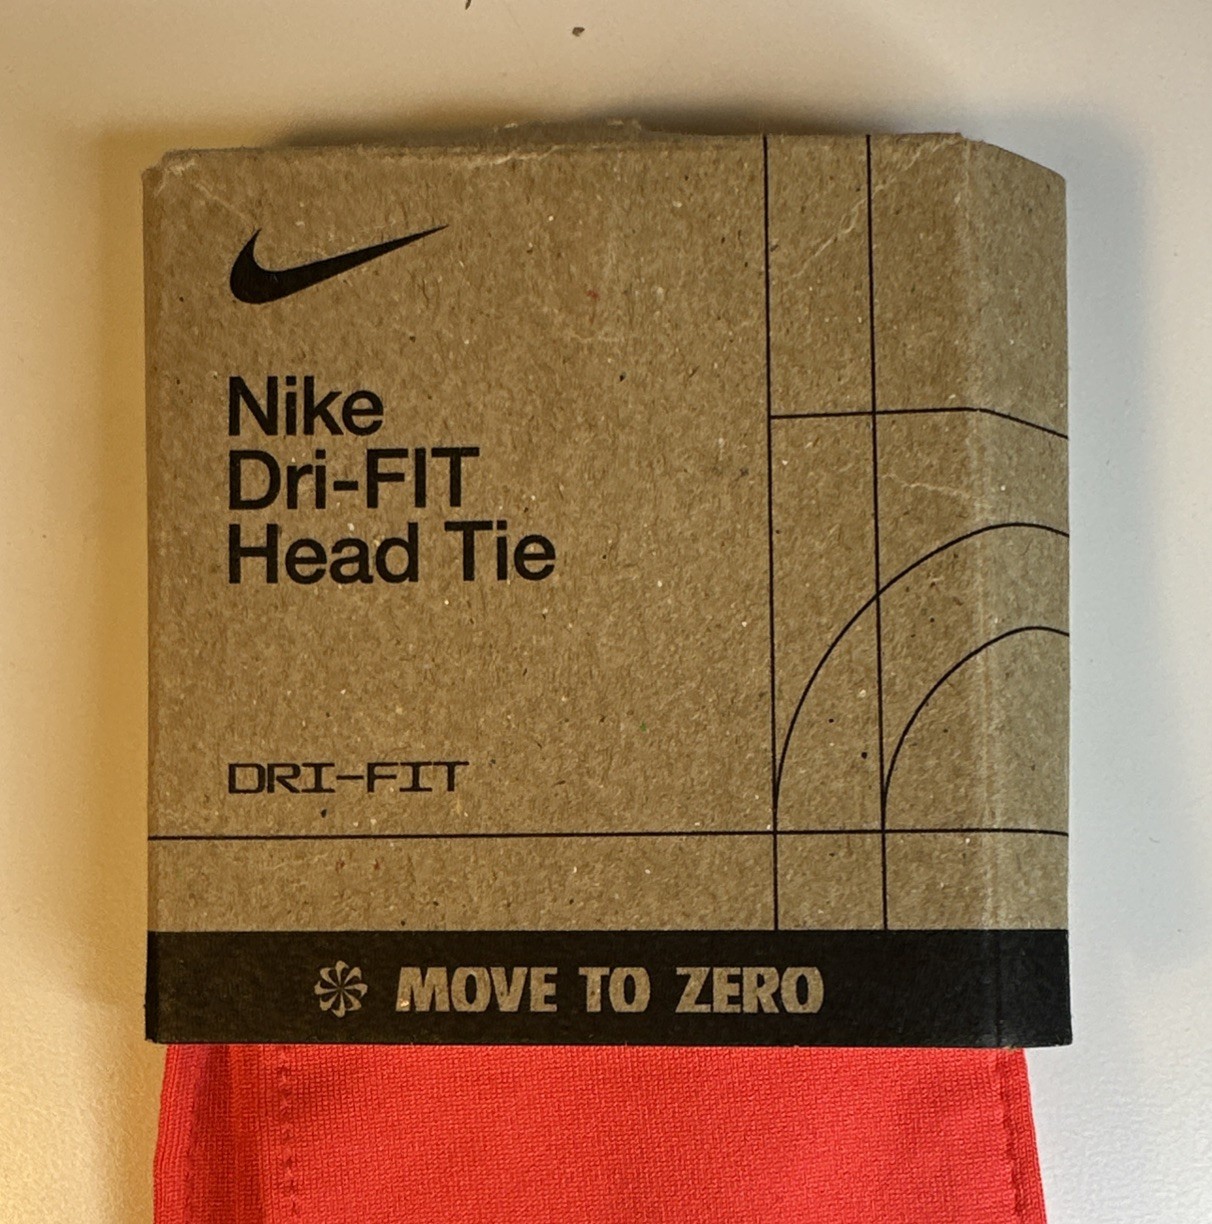 Nike
Dri-FIT
Head Tie
DRI-FIT
MOVE TO ZERO